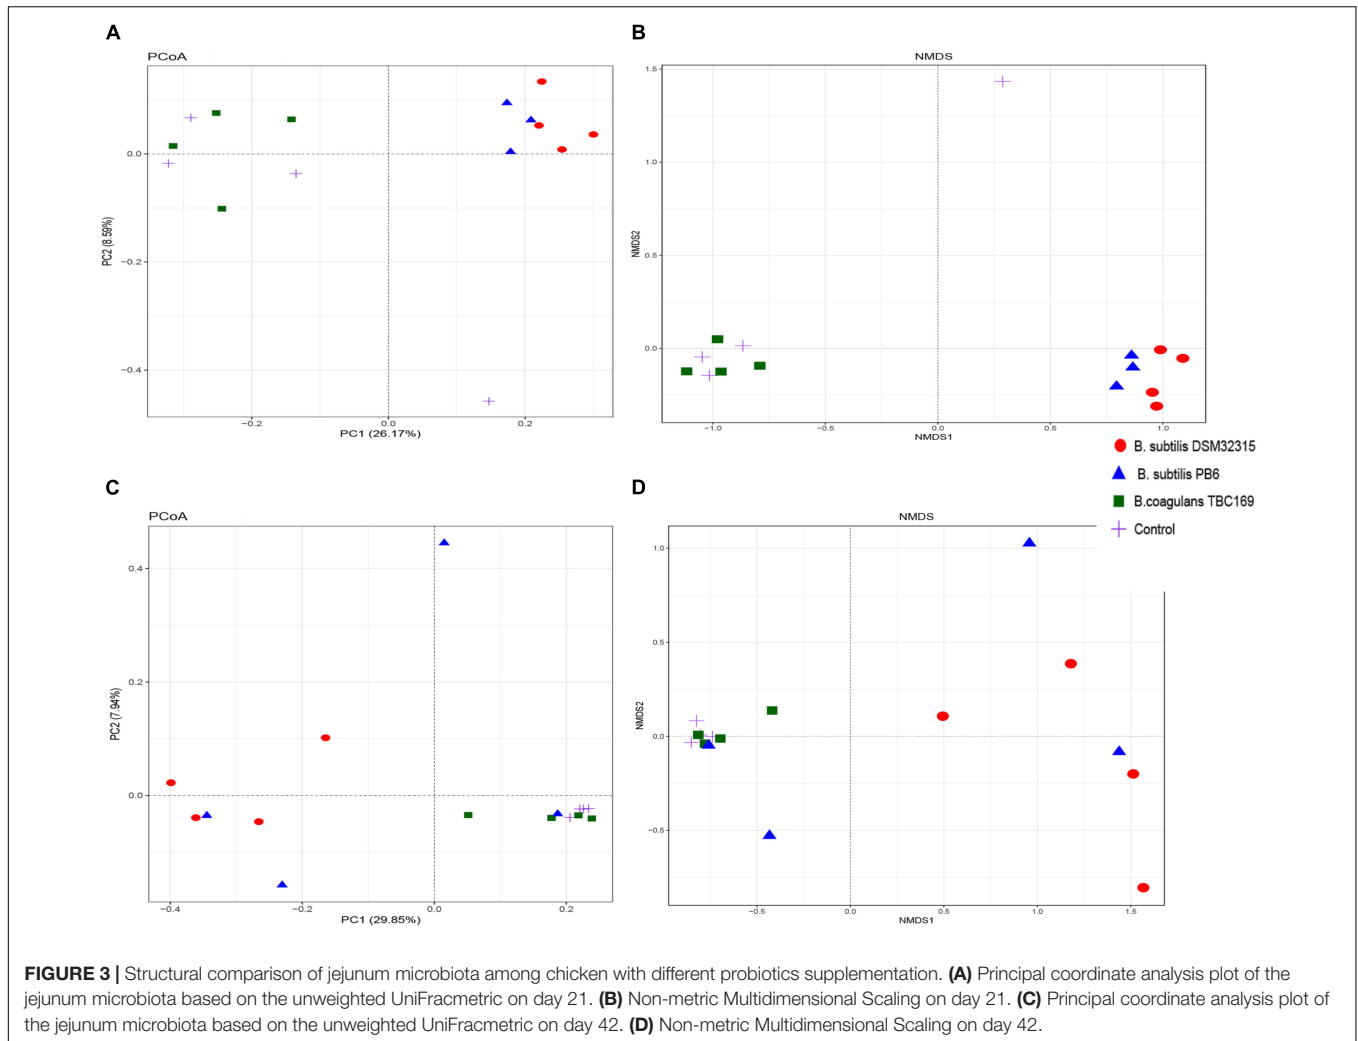 A
PCoA
0.0
−0.2
−0.4
PC2 (8.59%)
−0.2
0.0
0.2
PC1 (26.17%)
B
NMDS
1.5
1.0
0.5
0.0
NMDS2
−1.0
−0.5
0.0
0.5
1.0
NMDS1
B. subtilis DSM32315
B. subtilis PB6
B.coagulans TBC169
Control
C
PCoA
0.4
0.2
0.0
PC2 (7.94%)
−0.4
−0.2
0.0
0.2
PC1 (29.85%)
D
NMDS
1.0
0.5
0.0
−0.5
NMDS2
−0.5
0.0
0.5
1.0
1.5
NMDS1
FIGURE 3 | Structural comparison of jejunum microbiota among chicken with different probiotics supplementation. (A) Principal coordinate analysis plot of the
jejunum microbiota based on the unweighted UniFracmetric on day 21. (B) Non-metric Multidimensional Scaling on day 21. (C) Principal coordinate analysis plot of
the jejunum microbiota based on the unweighted UniFracmetric on day 42. (D) Non-metric Multidimensional Scaling on day 42.